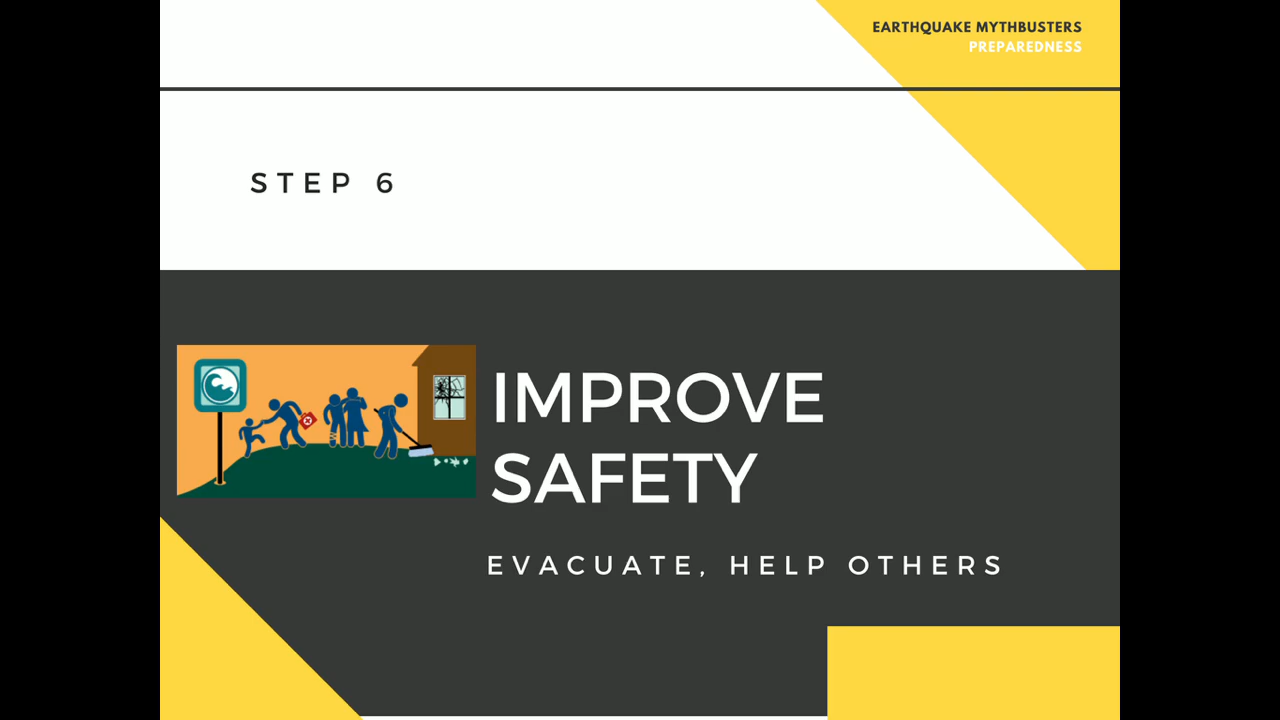 EARTHQUAKE MYTHBUSTERS
PREPAREDNESS
STEP 6
IMPROVE
SAFETY
EVACUATE, HELP OTHERS